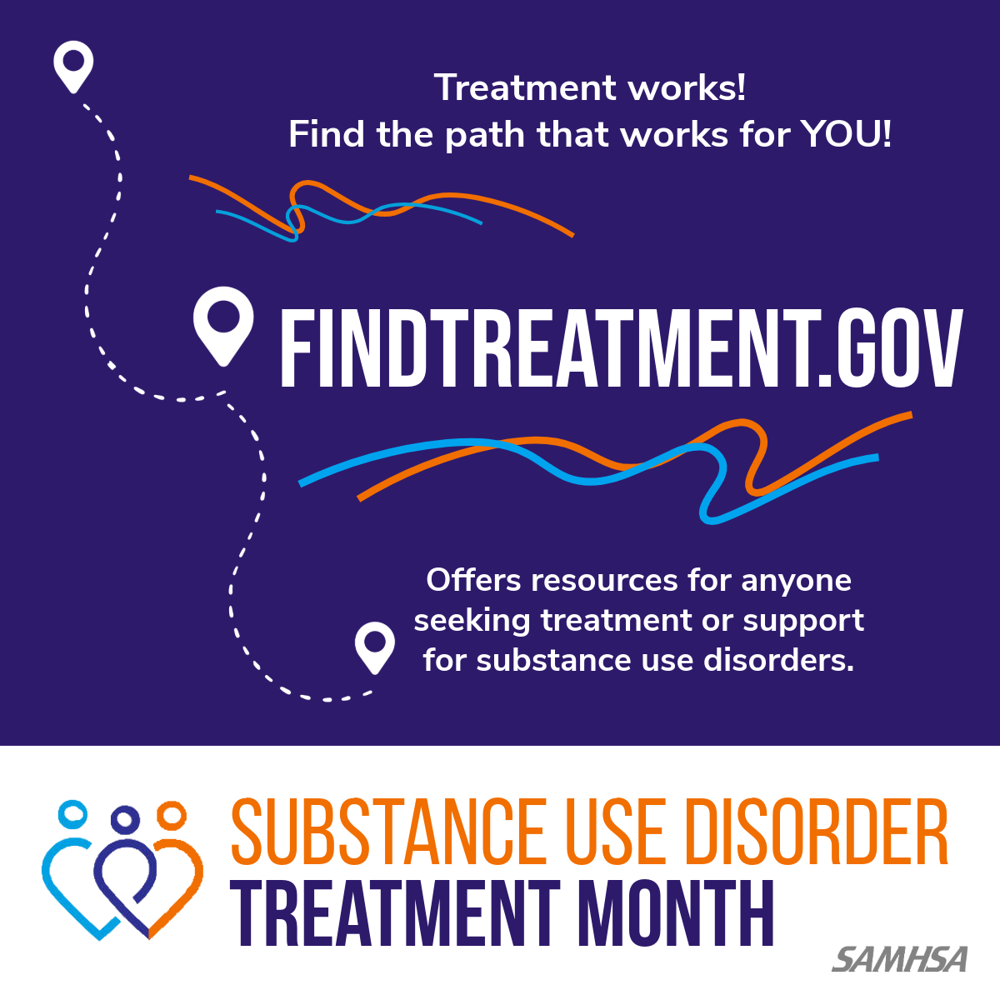 Treatment works!
Find the path that works for YOU!
FINDTREATMENT.GOV
Offers resources for anyone
seeking treatment or support
for substance use disorders.
SUBSTANCE USE DISORDER
TREATMENT MONTH
SAMHSA